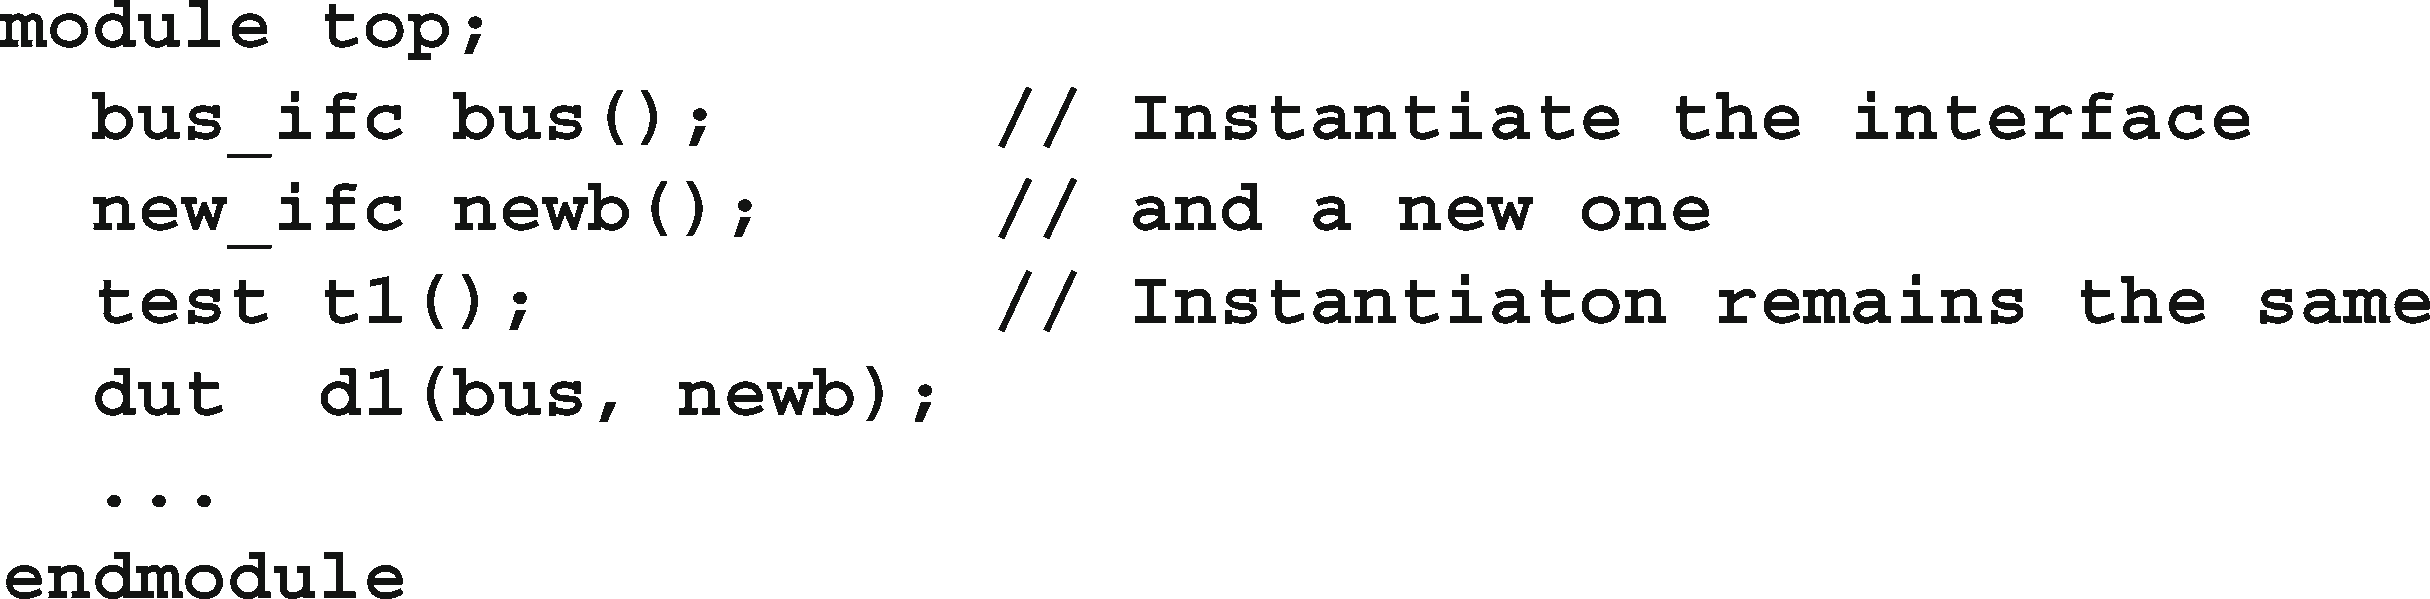 module top;
  bus_ifc bus();      // Instantiate the interface
  new_ifc newb();     // and a new one
  test t1();          // Instantiaton remains the same
  dut  d1(bus, newb);
  ...
endmodule